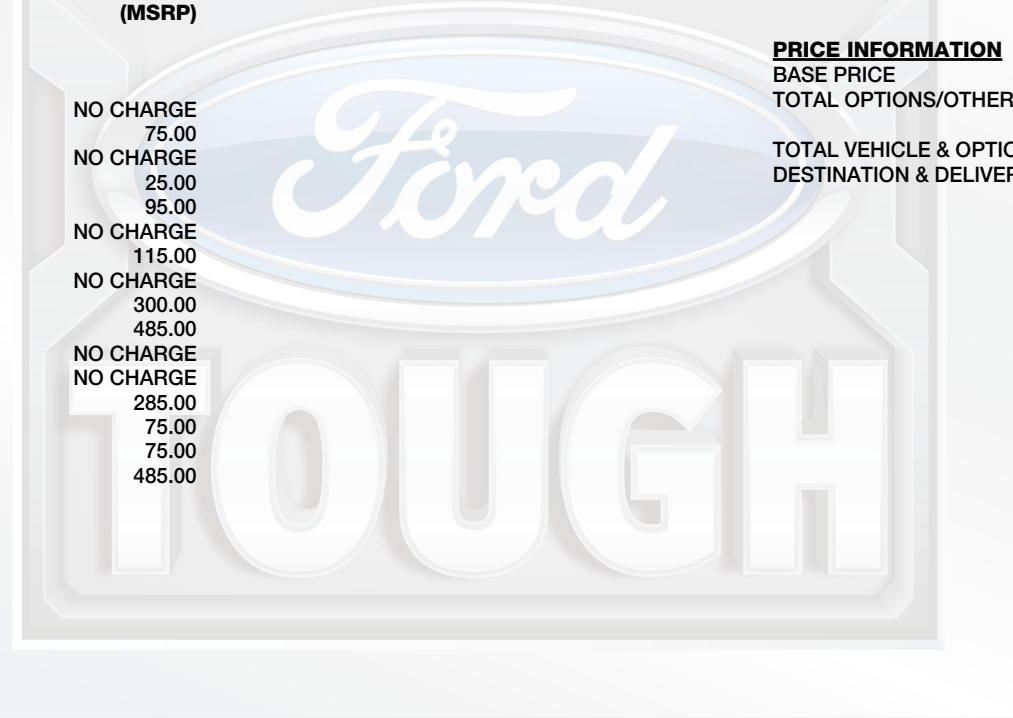 (MSRP)
NO CHARGE
75.00
NO CHARGE
25.00
95.00
NO CHARGE
115.00
NO CHARGE
300.00
485.00
NO CHARGE
NO CHARGE
285.00
75.00
75.00
485.00
PRICE INFORMATION
BASE PRICE
TOTAL OPTIONS/OTHER
TOTAL VEHICLE & OPTIO
DESTINATION & DELIVER
Ford
TOUGH